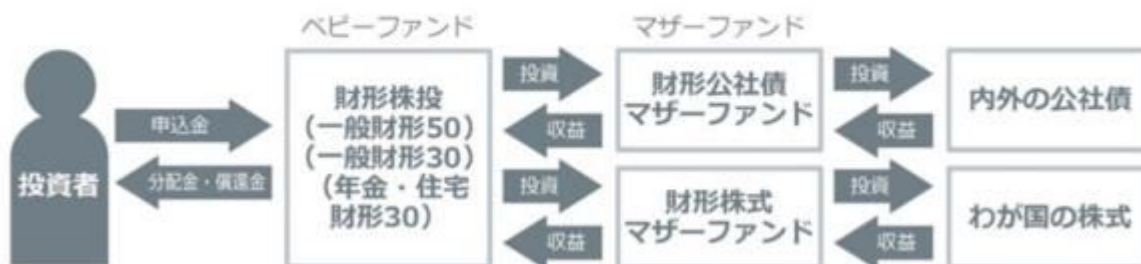 ベビーファンド
マザーファンド
投資者
申込金
分配金・償還金
財形株投
(一般財形50)
(一般財形30)
(年金・住宅
財形30)
投資
収益
投資
収益
財形公社債
マザーファンド
財形株式
マザーファンド
投資
収益
投資
収益
内外の公社債
わが国の株式